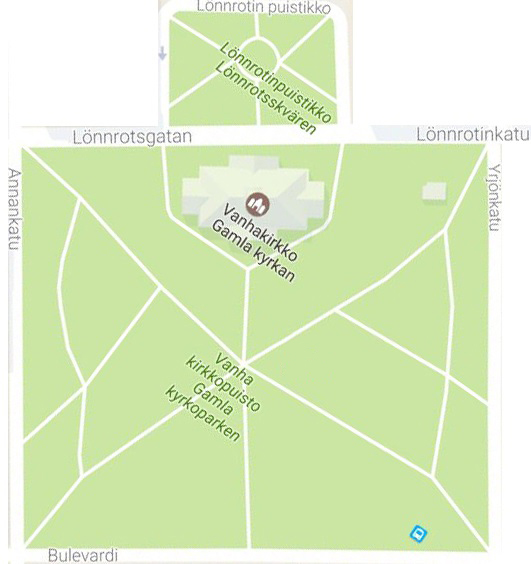 Lönnrotin puistikko
Lönnrotinpuistikko
Lönnrotsskvären
Lönnrotsgatan
Lönnrotinkatu
Annankatu
Yrjönkatu
Vanhakirkko
Gamla kyrkan
Vanha
kirkkopuisto
Gamla
kyrkoparken
Bulevardi